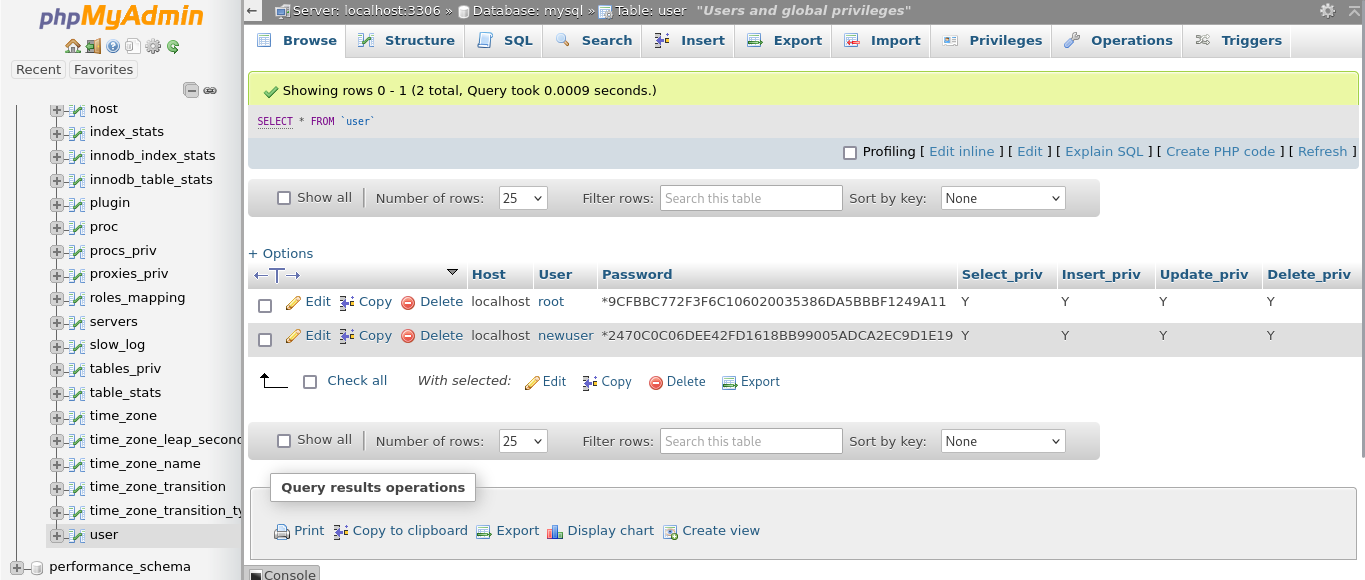 phpMyAdmin
Recent Favorites
host
index_stats
innodb_index_stats
innodb_table_stats
plugin
proc
procs_priv
proxies_priv
roles_mapping
servers
slow_log
tables_priv
table_stats
time_zone
time_zone_leap_second
time_zone_name
time_zone_transition
time_zone_transition_ty
user
performance_schema
Server: localhost:3306 » Database: mysql » Table: user "Users and global privileges"
Browse Structure SQL Search Insert Export Import Privileges Operations Triggers
Showing rows 0 - 1 (2 total, Query took 0.0009 seconds.)
SELECT * FROM `user`
Profiling [ Edit inline ] [ Edit ] [ Explain SQL ] [ Create PHP code ] [ Refresh ]
Show all Number of rows: 25 Filter rows: Search this table Sort by key: None
+ Options
←T→ Host User Password Select_priv Insert_priv Update_priv Delete_priv
Edit Copy Delete localhost root *9CFBBC772F3F6C106020035386DA5BBBF1249A11 Y Y Y Y
Edit Copy Delete localhost newuser *2470C0C06DEE42FD1618BB99005ADCA2EC9D1E19 Y Y Y Y
Check all With selected: Edit Copy Delete Export
Show all Number of rows: 25 Filter rows: Search this table Sort by key: None
Query results operations
Print Copy to clipboard Export Display chart Create view
Console